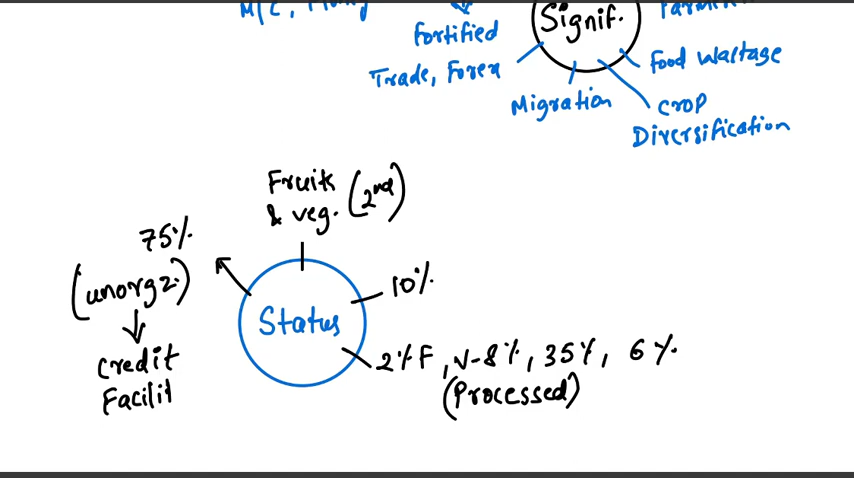 M/C,
Fortified
Signif.
Trade, Forex
Food Wastage
Migration
Crop
Diversification
Fruits
& veg. (2nd)
75%
(unorgz.)
10%
Status
Credit
Facilit
2% F, V-8%, 35%, 6%.
(Processed)